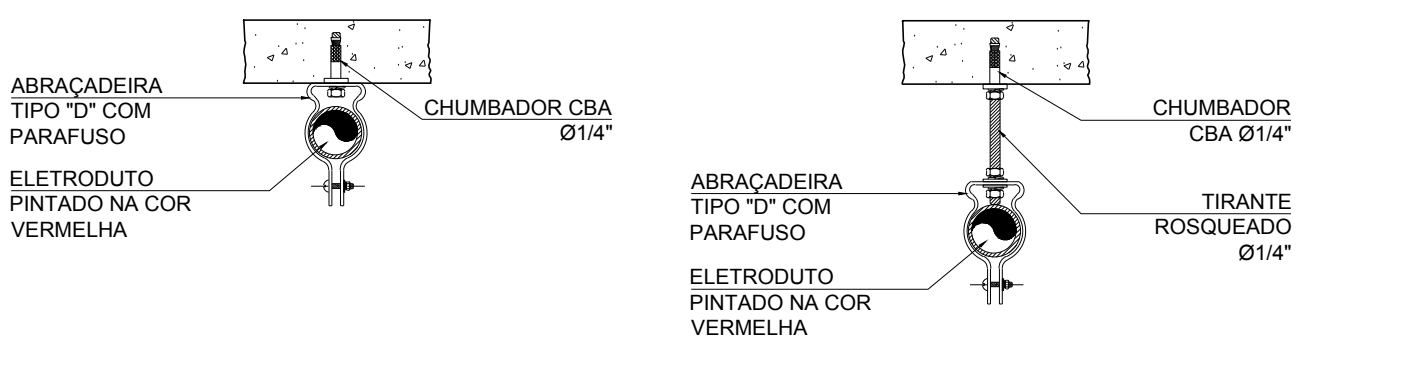 ABRAÇADEIRA
TIPO "D" COM
PARAFUSO
ELETRODUTO
PINTADO NA COR
VERMELHA
CHUMBADOR CBA
Ø1/4"
ABRAÇADEIRA
TIPO "D" COM
PARAFUSO
ELETRODUTO
PINTADO NA COR
VERMELHA
CHUMBADOR
CBA Ø1/4"
TIRANTE
ROSQUEADO
Ø1/4"